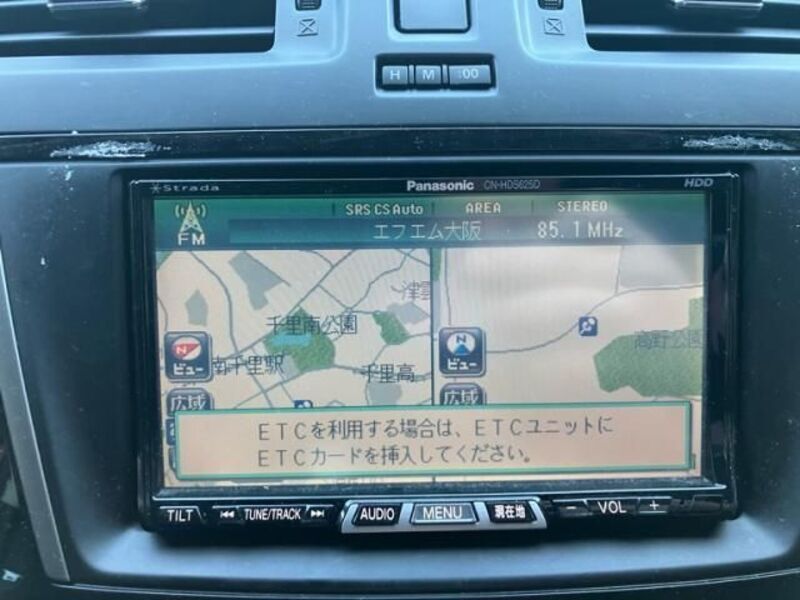 H M :00
Strada Panasonic CN-HDS625D HDD
SRS CS Auto AREA STEREO
FM エフエム大阪 85.1 MHz
千里南公園
高野公園
N ビュー 南千里駅
N ビュー
千里高
広域
広域
ETCを利用する場合は、ETCユニットに
ETCカードを挿入してください。
TILT TUNE/TRACK AUDIO MENU 現在地 − VOL +